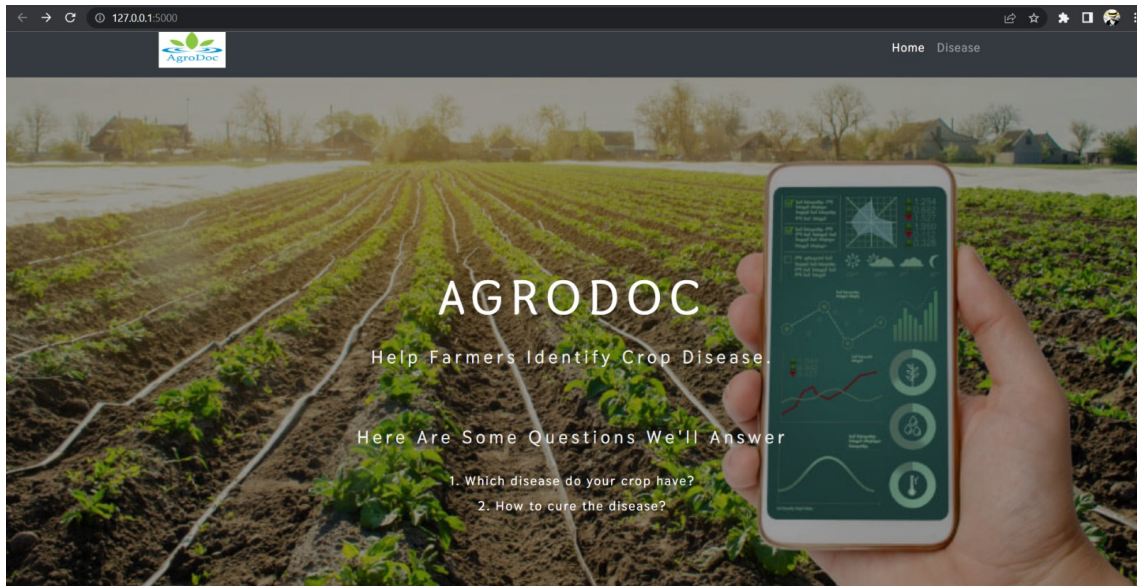 127.0.0.1:5000
AgroDoc
Home Disease
AGRODOC
Help Farmers Identify Crop Disease.
Here Are Some Questions We'll Answer
1. Which disease do your crop have?
2. How to cure the disease?